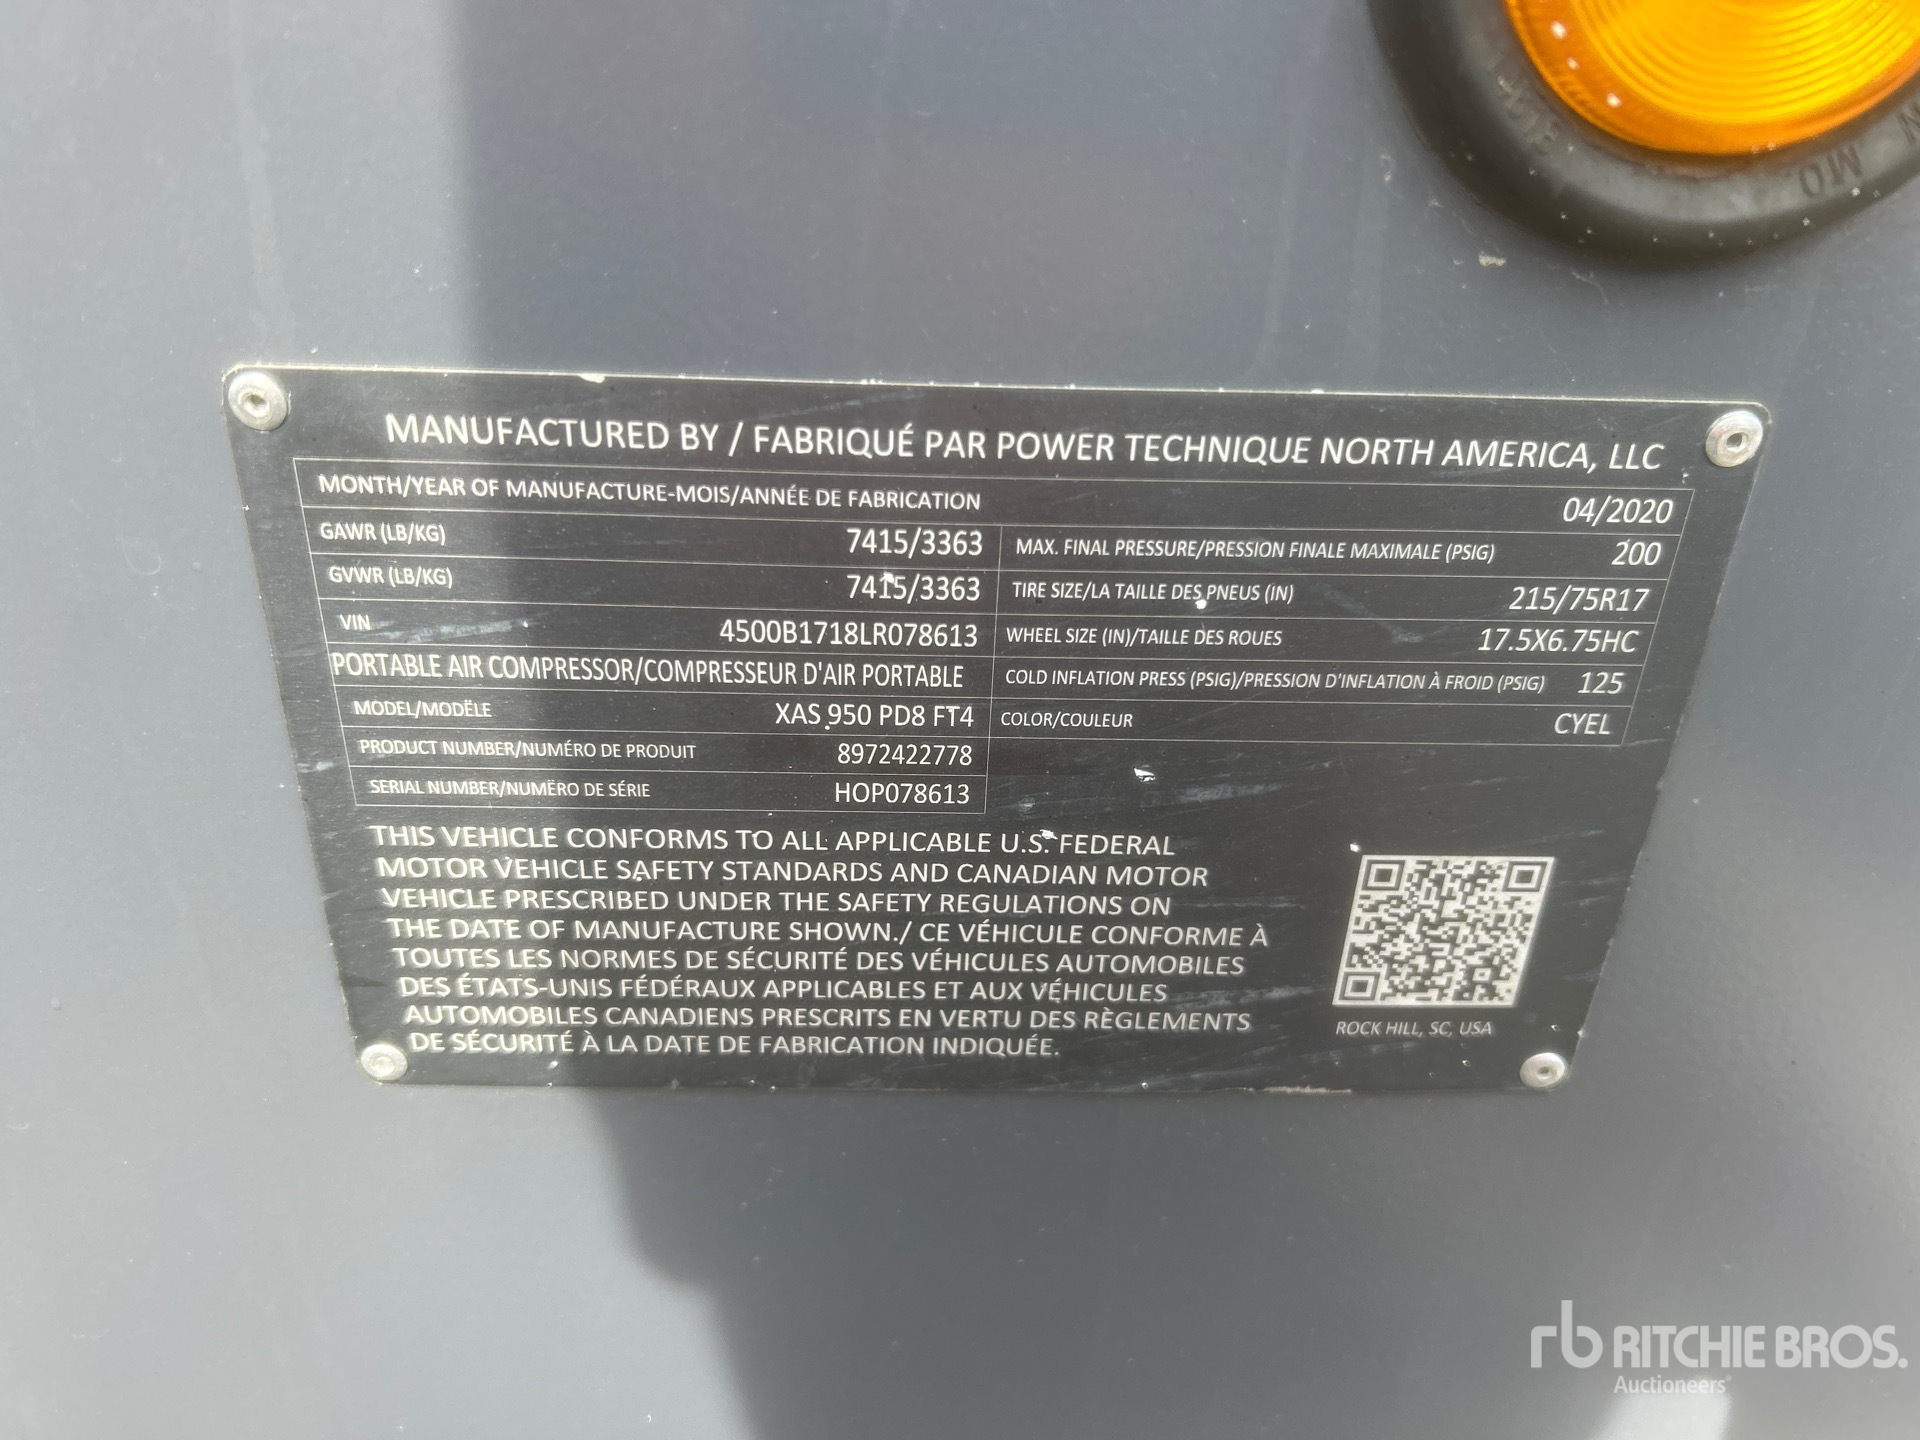 MANUFACTURED BY / FABRIQUÉ PAR POWER TECHNIQUE NORTH AMERICA, LLC
MONTH/YEAR OF MANUFACTURE-MOIS/ANNÉE DE FABRICATION 04/2020
GAWR (LB/KG) 7415/3363 MAX. FINAL PRESSURE/PRESSION FINALE MAXIMALE (PSIG) 200
GVWR (LB/KG) 7415/3363 TIRE SIZE/LA TAILLE DES PNEUS (IN) 215/75R17
VIN 4500B1718LR078613 WHEEL SIZE (IN)/TAILLE DES ROUES 17.5X6.75HC
PORTABLE AIR COMPRESSOR/COMPRESSEUR D'AIR PORTABLE COLD INFLATION PRESS (PSIG)/PRESSION D'INFLATION À FROID (PSIG) 125
MODEL/MODËLE XAS 950 PD8 FT4 COLOR/COULEUR CYEL
PRODUCT NUMBER/NUMÉRO DE PRODUIT 8972422778
SERIAL NUMBER/NUMËRO DE SÉRIE HOP078613
THIS VEHICLE CONFORMS TO ALL APPLICABLE U.S. FEDERAL
MOTOR VEHICLE SAFETY STANDARDS AND CANADIAN MOTOR
VEHICLE PRESCRIBED UNDER THE SAFETY REGULATIONS ON
THE DATE OF MANUFACTURE SHOWN./ CE VÉHICULE CONFORME À
TOUTES LES NORMES DE SÉCURITÉ DES VÉHICULES AUTOMOBILES
DES ÉTATS-UNIS FÉDÉRAUX APPLICABLES ET AUX VÉHICULES
AUTOMOBILES CANADIENS PRESCRITS EN VERTU DES RÈGLEMENTS
DE SÉCURITÉ À LA DATE DE FABRICATION INDIQUÉE.
ROCK HILL, SC, USA
rb RITCHIE BROS.
Auctioneers